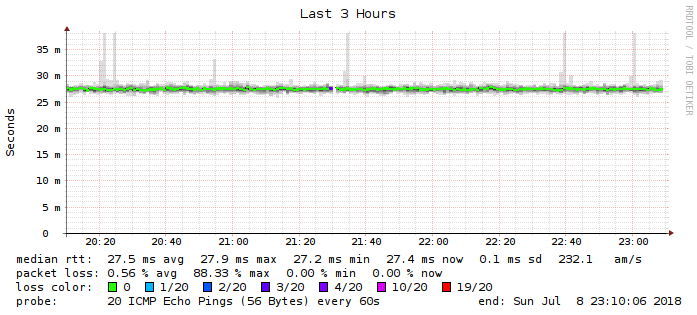 Last 3 Hours
RRDTOOL / TOBI OETIKER
Seconds
35 m
30 m
25 m
20 m
15 m
10 m
5 m
0
20:20 20:40 21:00 21:20 21:40 22:00 22:20 22:40 23:00
median rtt: 27.5 ms avg 27.9 ms max 27.2 ms min 27.4 ms now 0.1 ms sd 232.1 am/s
packet loss: 0.56 % avg 88.33 % max 0.00 % min 0.00 % now
loss color: 0 1/20 2/20 3/20 4/20 10/20 19/20
probe: 20 ICMP Echo Pings (56 Bytes) every 60s end: Sun Jul 8 23:10:06 2018